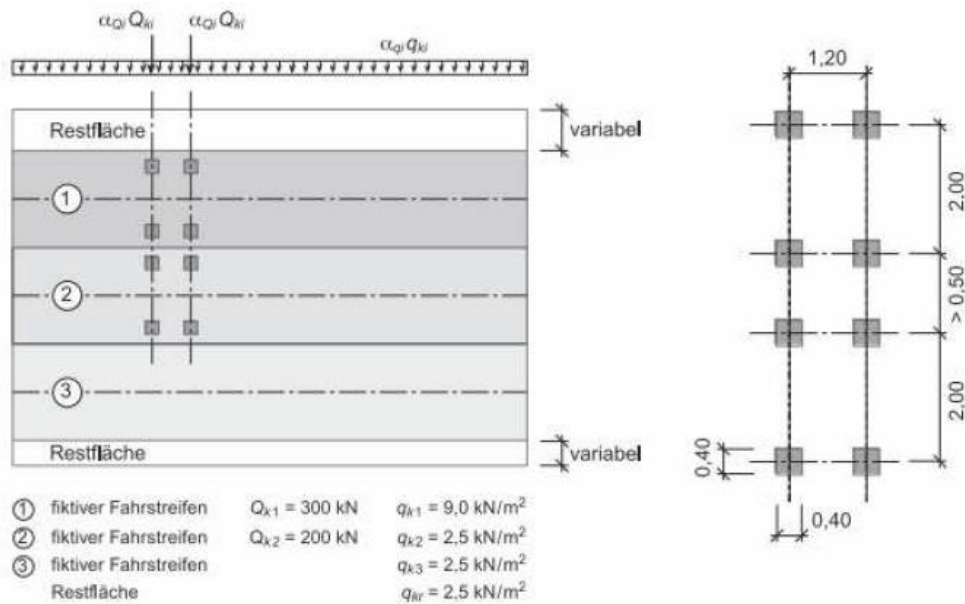 α_Qi Q_ki α_Qi Q_ki
α_qi q_ki
Restfläche
variabel
1
2
3
Restfläche
variabel
1,20
2,00
> 0,50
2,00
0,40
0,40
1 fiktiver Fahrstreifen Q_k1 = 300 kN q_k1 = 9,0 kN/m²
2 fiktiver Fahrstreifen Q_k2 = 200 kN q_k2 = 2,5 kN/m²
3 fiktiver Fahrstreifen q_k3 = 2,5 kN/m²
Restfläche q_kr = 2,5 kN/m²